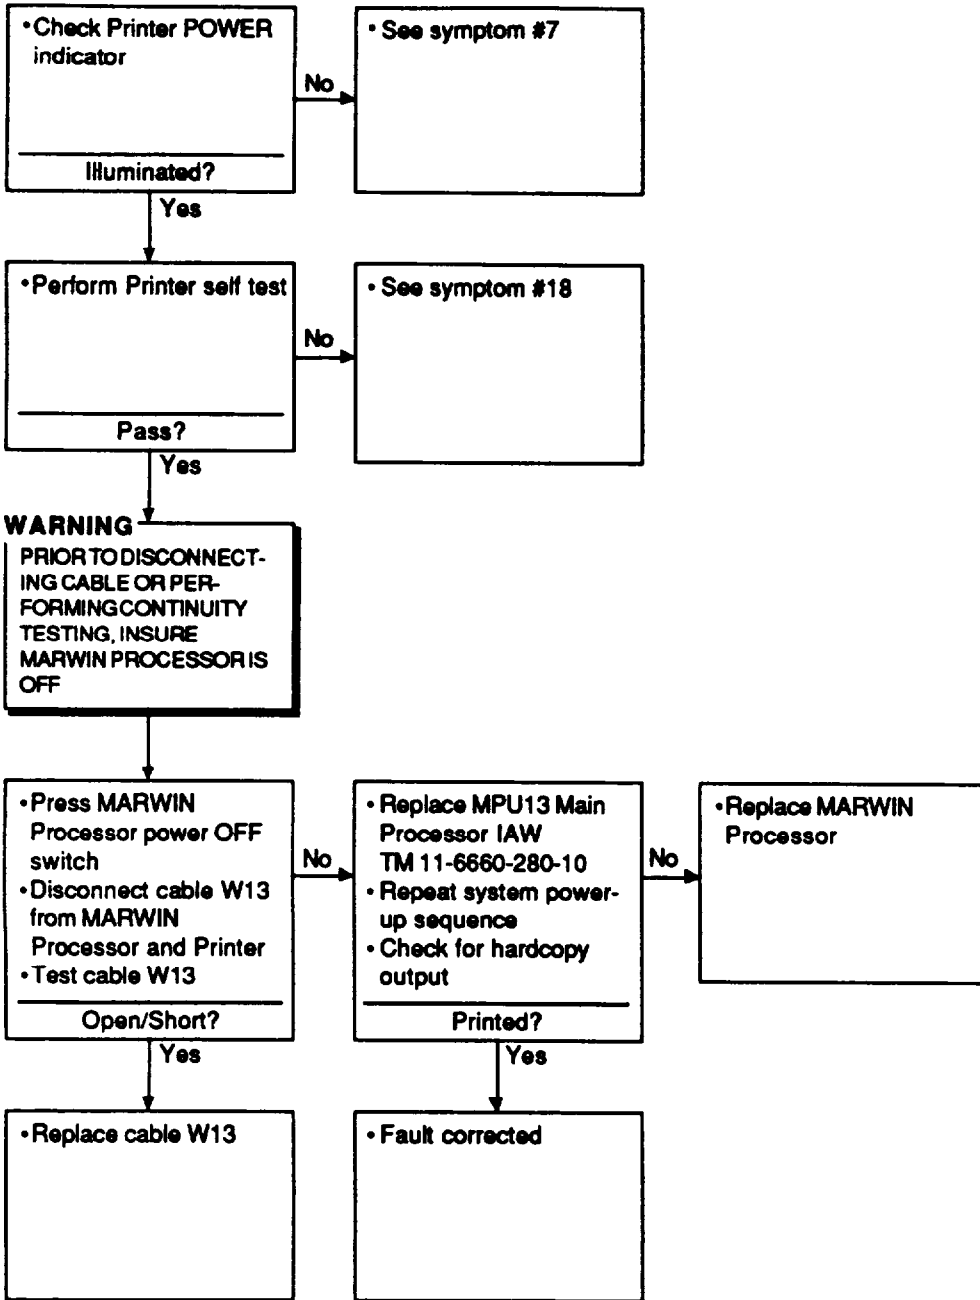 • Check Printer POWER
indicator
Illuminated?
No
• See symptom #7
Yes
• Perform Printer self test
Pass?
No
• See symptom #18
Yes
WARNING
PRIOR TO DISCONNECT-
ING CABLE OR PER-
FORMING CONTINUITY
TESTING, INSURE
MARWIN PROCESSOR IS
OFF
• Press MARWIN
Processor power OFF
switch
• Disconnect cable W13
from MARWIN
Processor and Printer
• Test cable W13
Open/Short?
No
• Replace MPU13 Main
Processor IAW
TM 11-6660-280-10
• Repeat system power-
up sequence
• Check for hardcopy
output
Printed?
No
• Replace MARWIN
Processor
Yes
• Replace cable W13
Yes
• Fault corrected